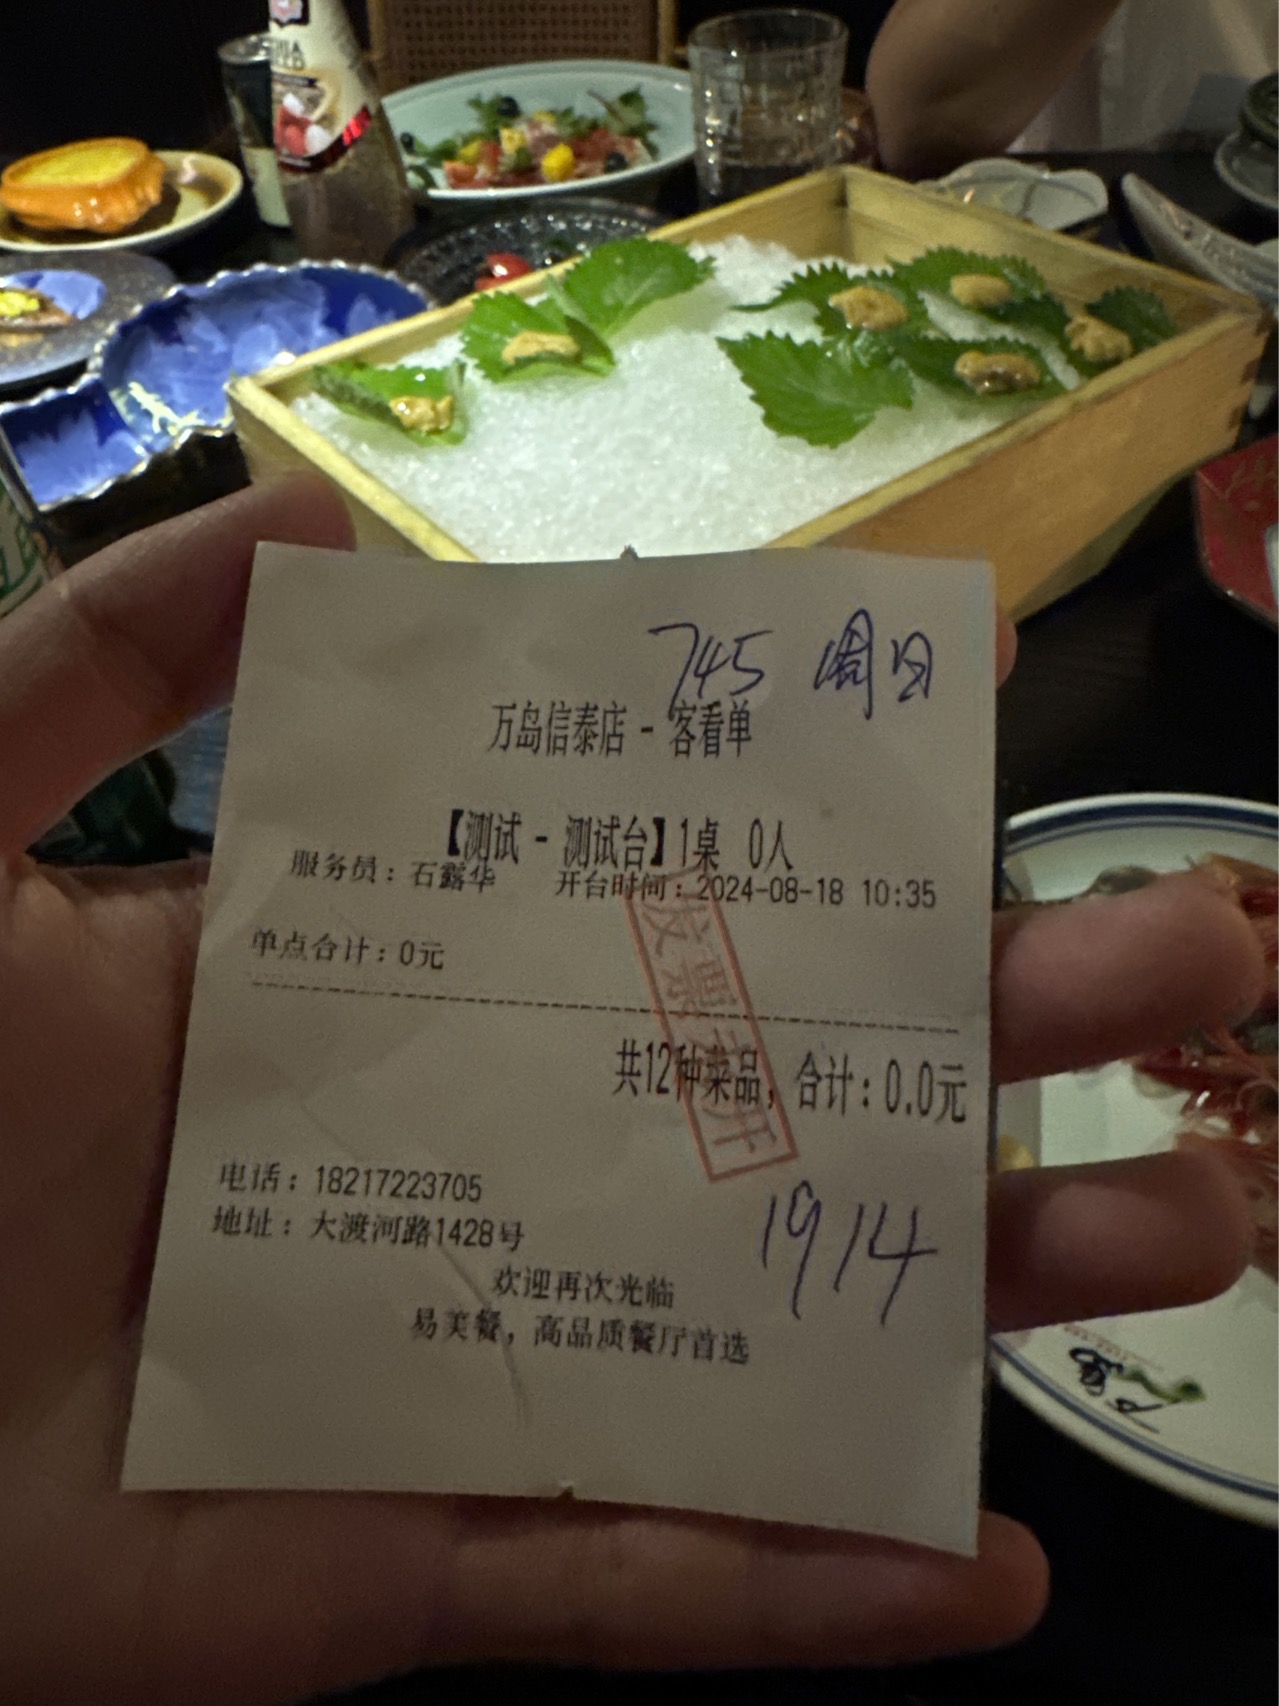 745 周日
万岛信泰店 - 客看单
【测试 - 测试台】1桌 0人
服务员：石露华 开台时间：2024-08-18 10:35
单点合计：0元
发票已开
共12种菜品，合计：0.0元
电话：18217223705
地址：大渡河路1428号
1914
欢迎再次光临
易美餐，高品质餐厅首选